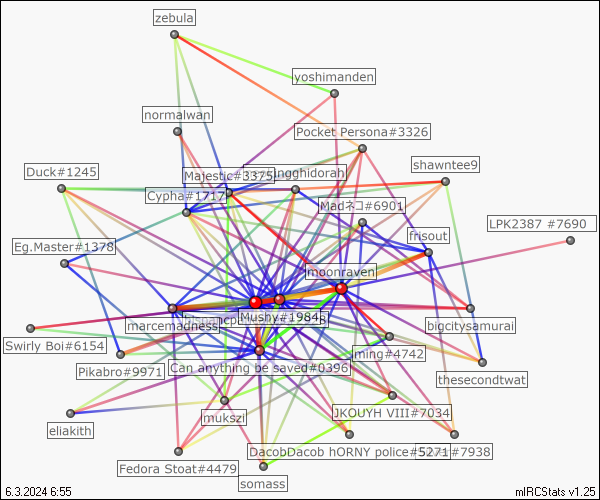 zebula
yoshimanden
normalwan
Pocket Persona#3326
shawntee9
Duck#1245
Majestic#3375
Cypha#1717
Madネコ#6901
LPK2387 #7690
frisout
Eg.Master#1378
moonraven
Mushy#1984
marcemadness
bigcitysamurai
Swirly Boi#6154
Pikabro#9971
Can anything be saved#0396
thesecondtwat
mukszi
JKOUYH VIII#7034
eliakith
DacobDacob hORNY police#5271
#7938
Fedora Stoat#4479
somass
6.3.2024 6:55
mIRCStats v1.25